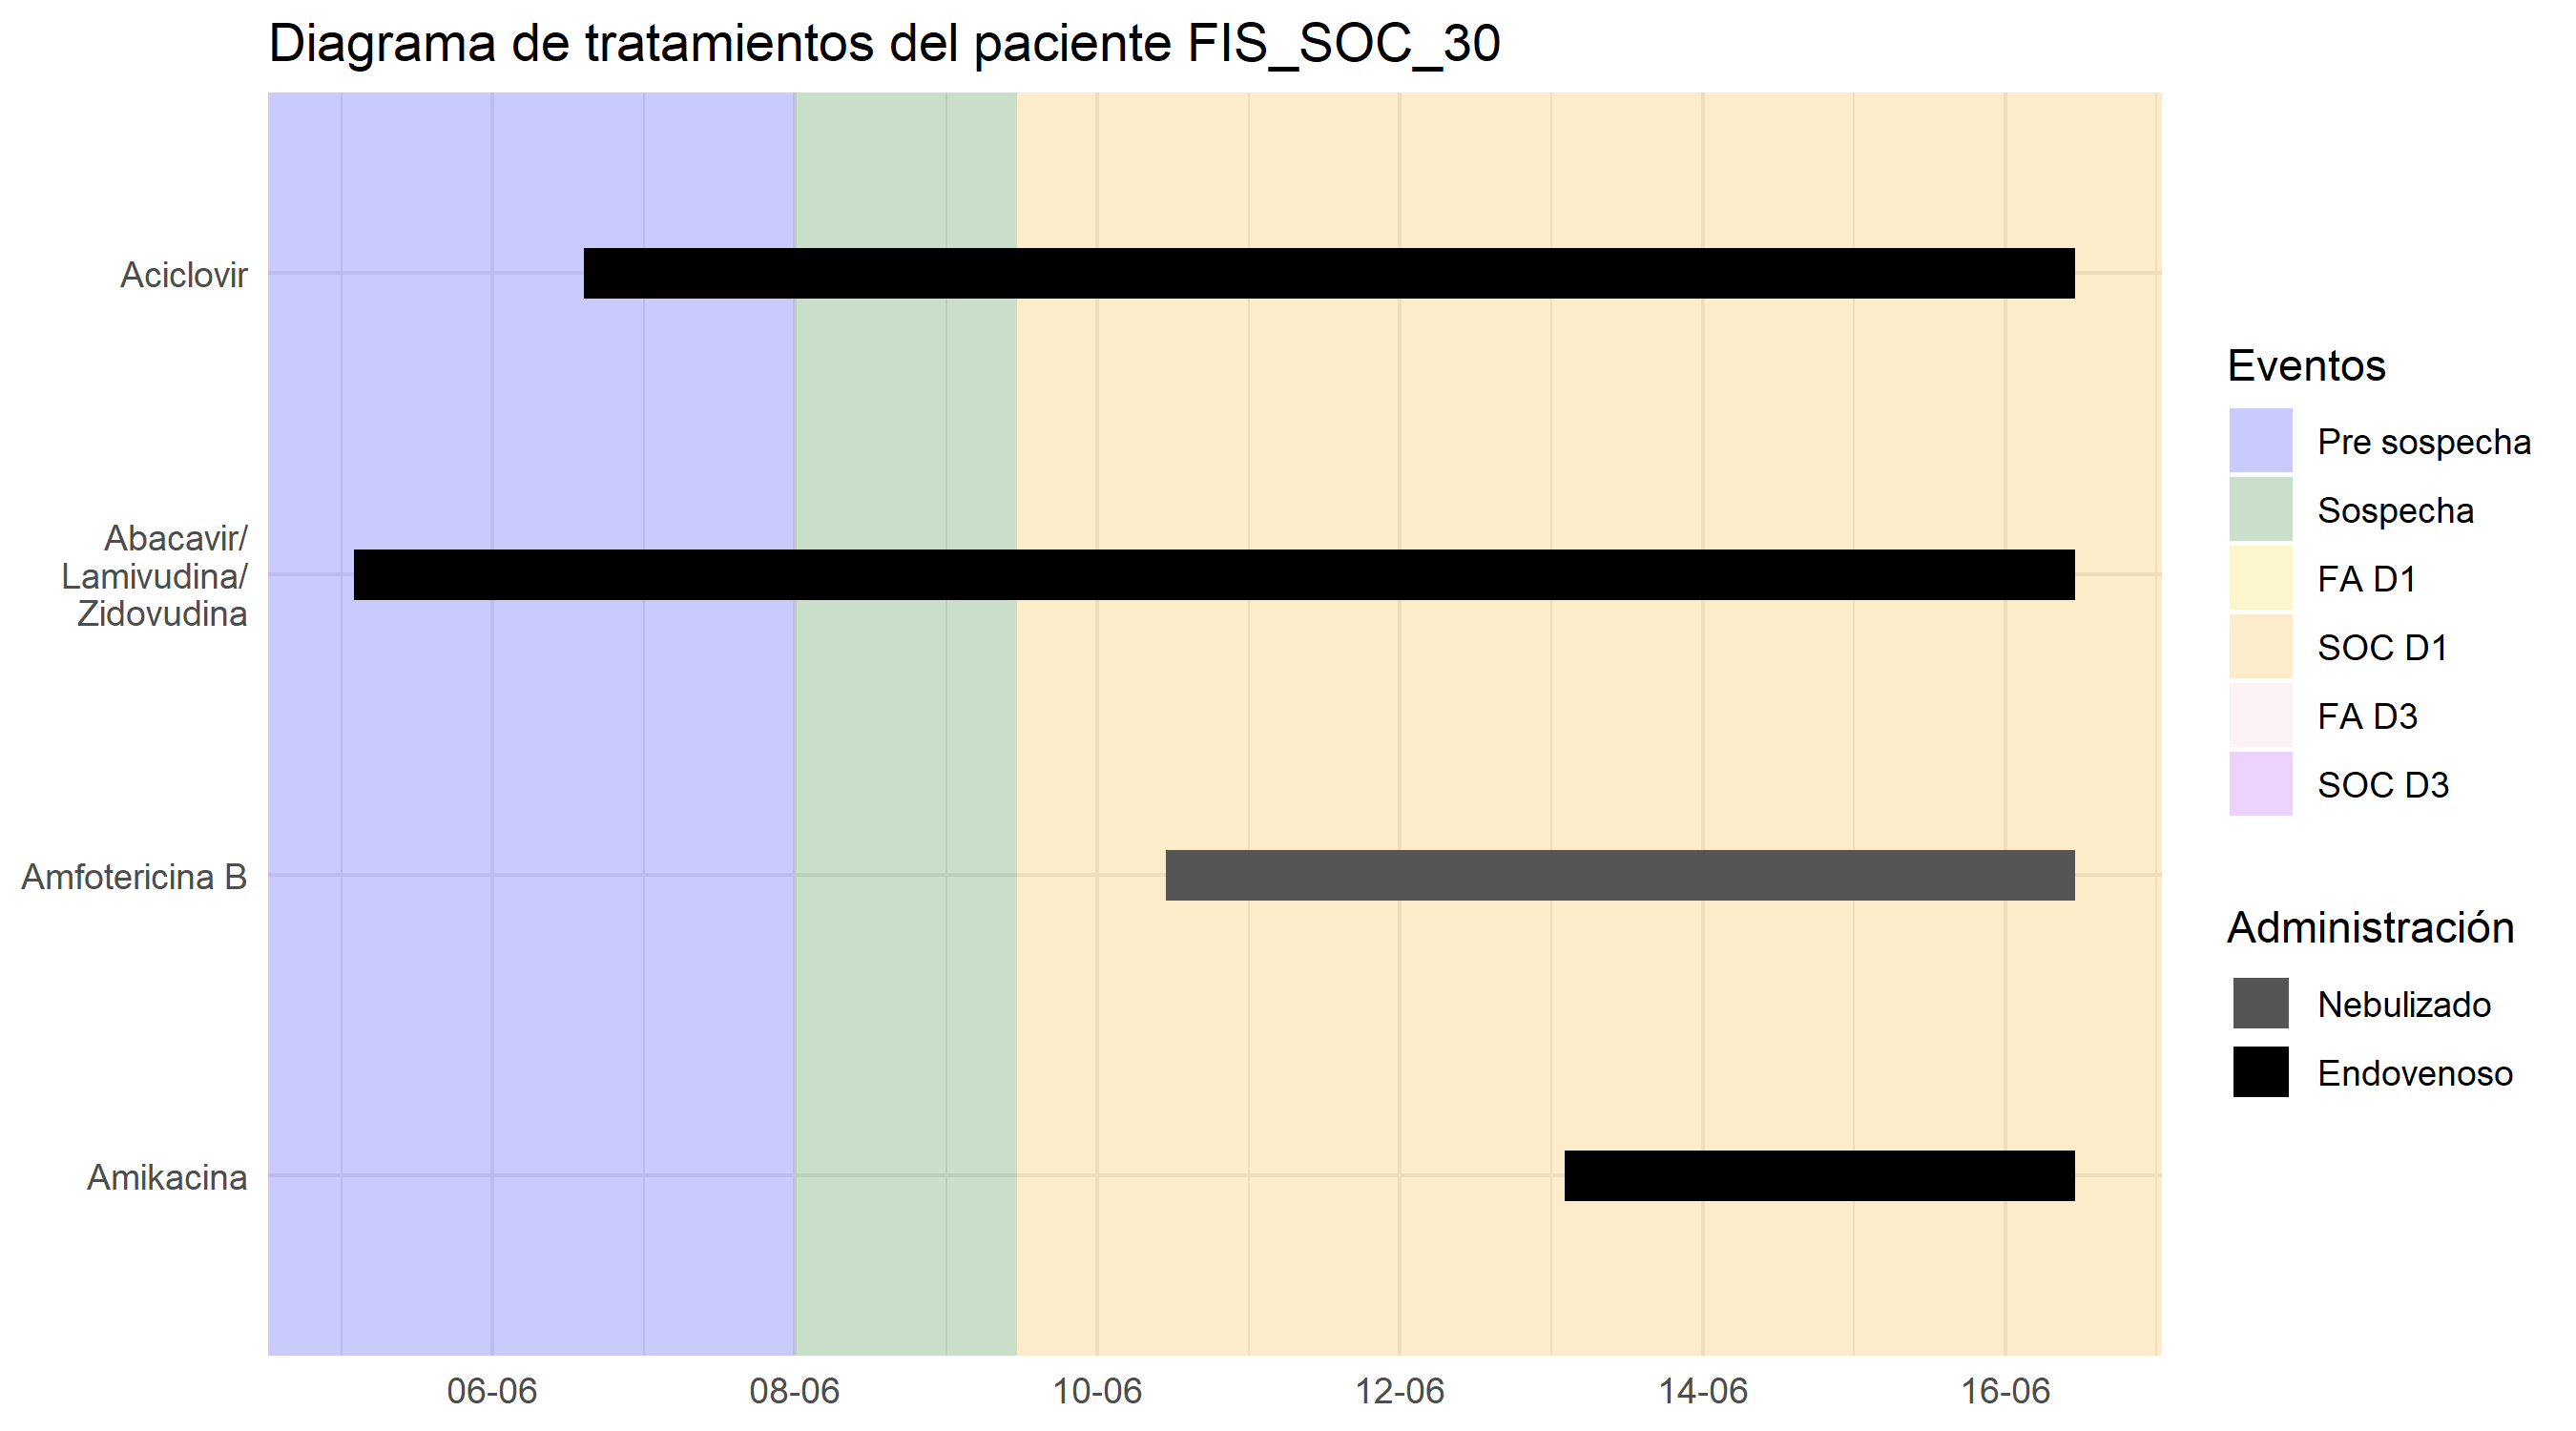 Diagrama de tratamientos del paciente FIS_SOC_30
Aciclovir
Abacavir/
Lamivudina/
Zidovudina
Amfotericina B
Amikacina
06-06
08-06
10-06
12-06
14-06
16-06
Eventos
Pre sospecha
Sospecha
FA D1
SOC D1
FA D3
SOC D3
Administración
Nebulizado
Endovenoso